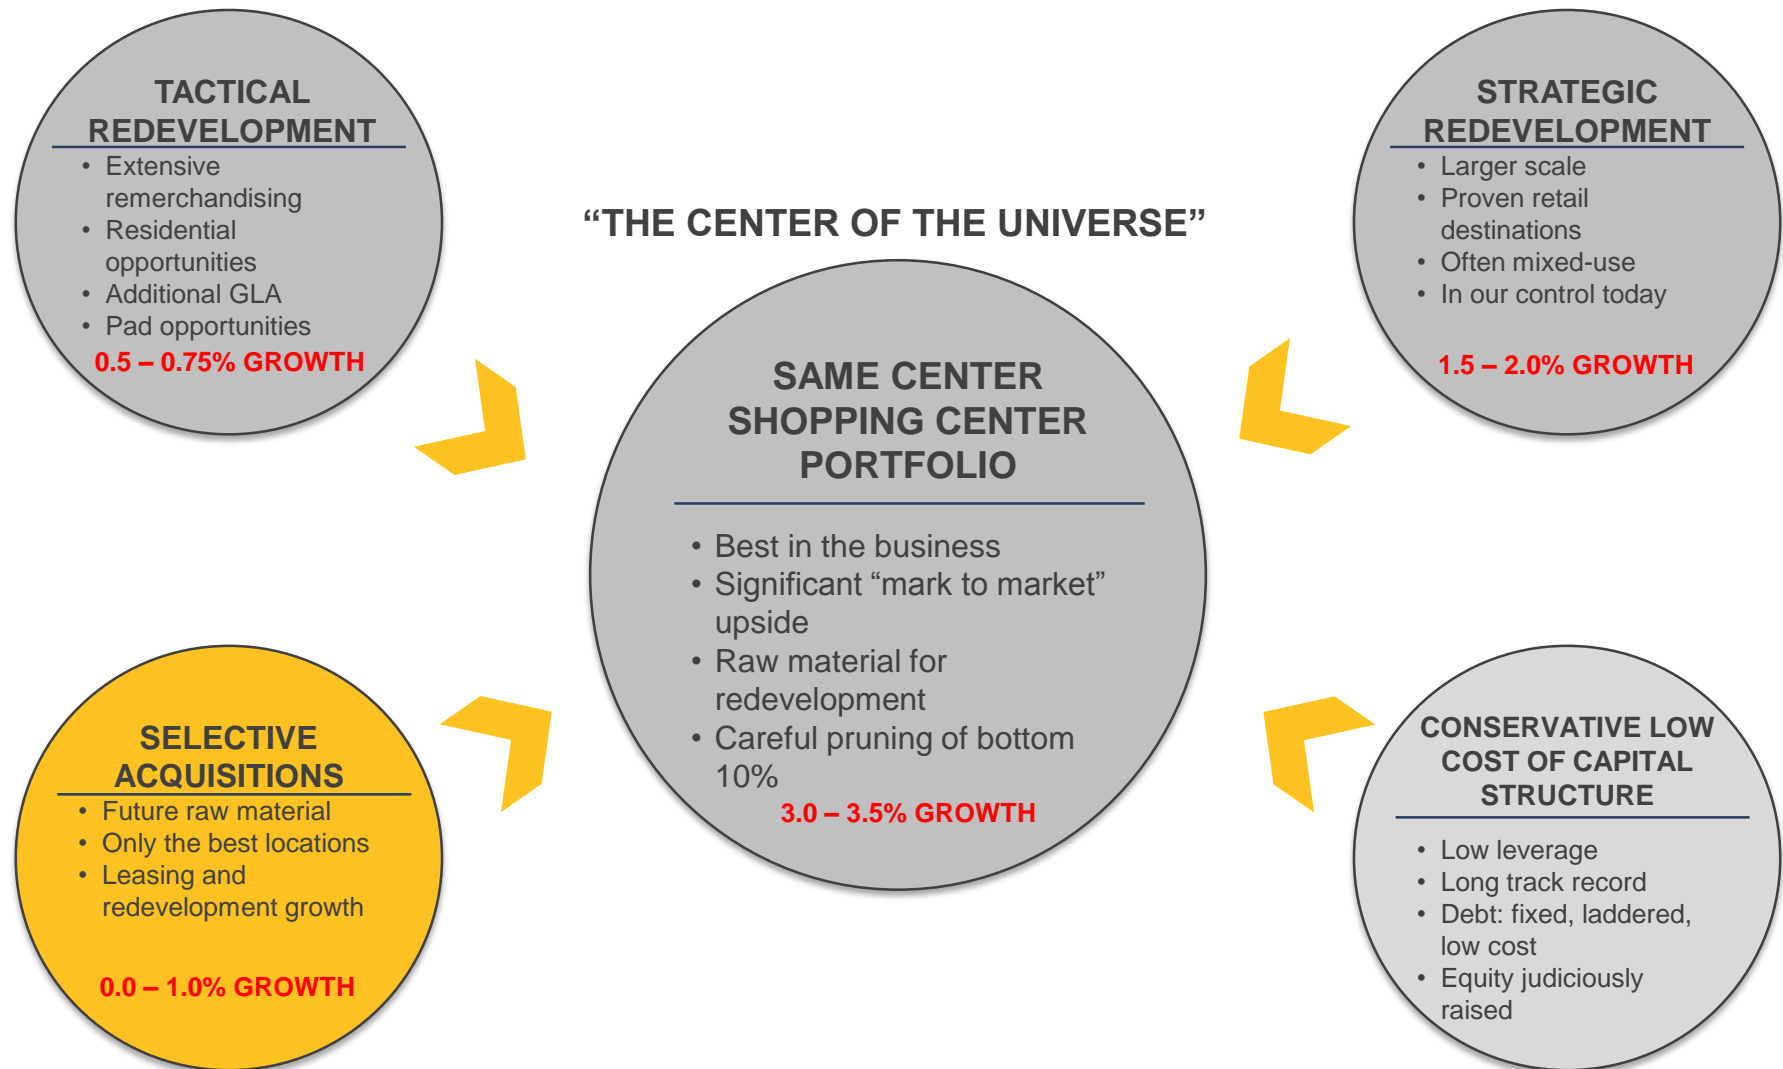 TACTICAL
REDEVELOPMENT
• Extensive
remerchandising
• Residential
opportunities
• Additional GLA
• Pad opportunities
0.5 – 0.75% GROWTH
“THE CENTER OF THE UNIVERSE”
SAME CENTER
SHOPPING CENTER
PORTFOLIO
• Best in the business
• Significant “mark to market”
upside
• Raw material for
redevelopment
• Careful pruning of bottom
10%
3.0 – 3.5% GROWTH
STRATEGIC
REDEVELOPMENT
• Larger scale
• Proven retail
destinations
• Often mixed-use
• In our control today
1.5 – 2.0% GROWTH
SELECTIVE
ACQUISITIONS
• Future raw material
• Only the best locations
• Leasing and
redevelopment growth
0.0 – 1.0% GROWTH
CONSERVATIVE LOW
COST OF CAPITAL
STRUCTURE
• Low leverage
• Long track record
• Debt: fixed, laddered,
low cost
• Equity judiciously
raised